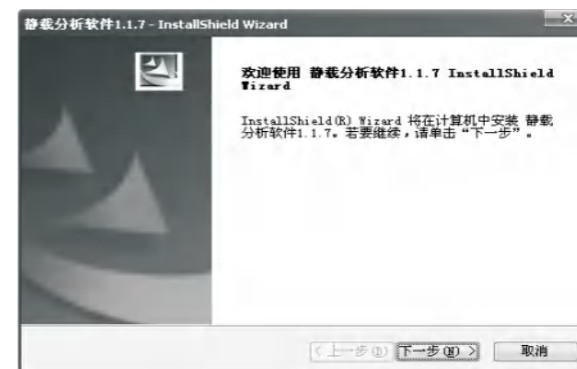 静载分析软件1.1.7 - InstallShield Wizard
欢迎使用 静载分析软件1.1.7 InstallShield
Wizard
InstallShield(R) Wizard 将在计算机中安装 静载
分析软件1.1.7。若要继续，请单击“下一步”。
< 上一步(B) 下一步(N) > 取消